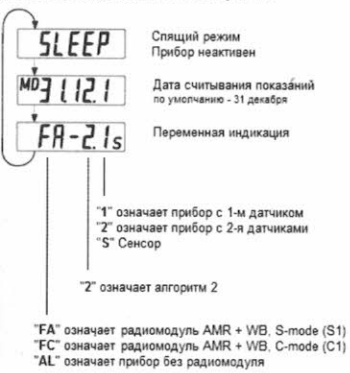 SLEEP
Спящий режим
Прибор неактивен
MD 31.12.1
Дата считывания показа́ний
по умолчанию - 31 декабря
FA-2.1s
Переменная индикация
"1" означает прибор с 1-м датчиком
"2" означает прибор с 2-я датчиками
"S" Сенсор
"2" означает алгоритм 2
"FA" означает радиомодуль AMR + WB, S-mode (S1)
"FC" означает радиомодуль AMR + WB, C-mode (C1)
"AL" означает прибор без радиомодуля